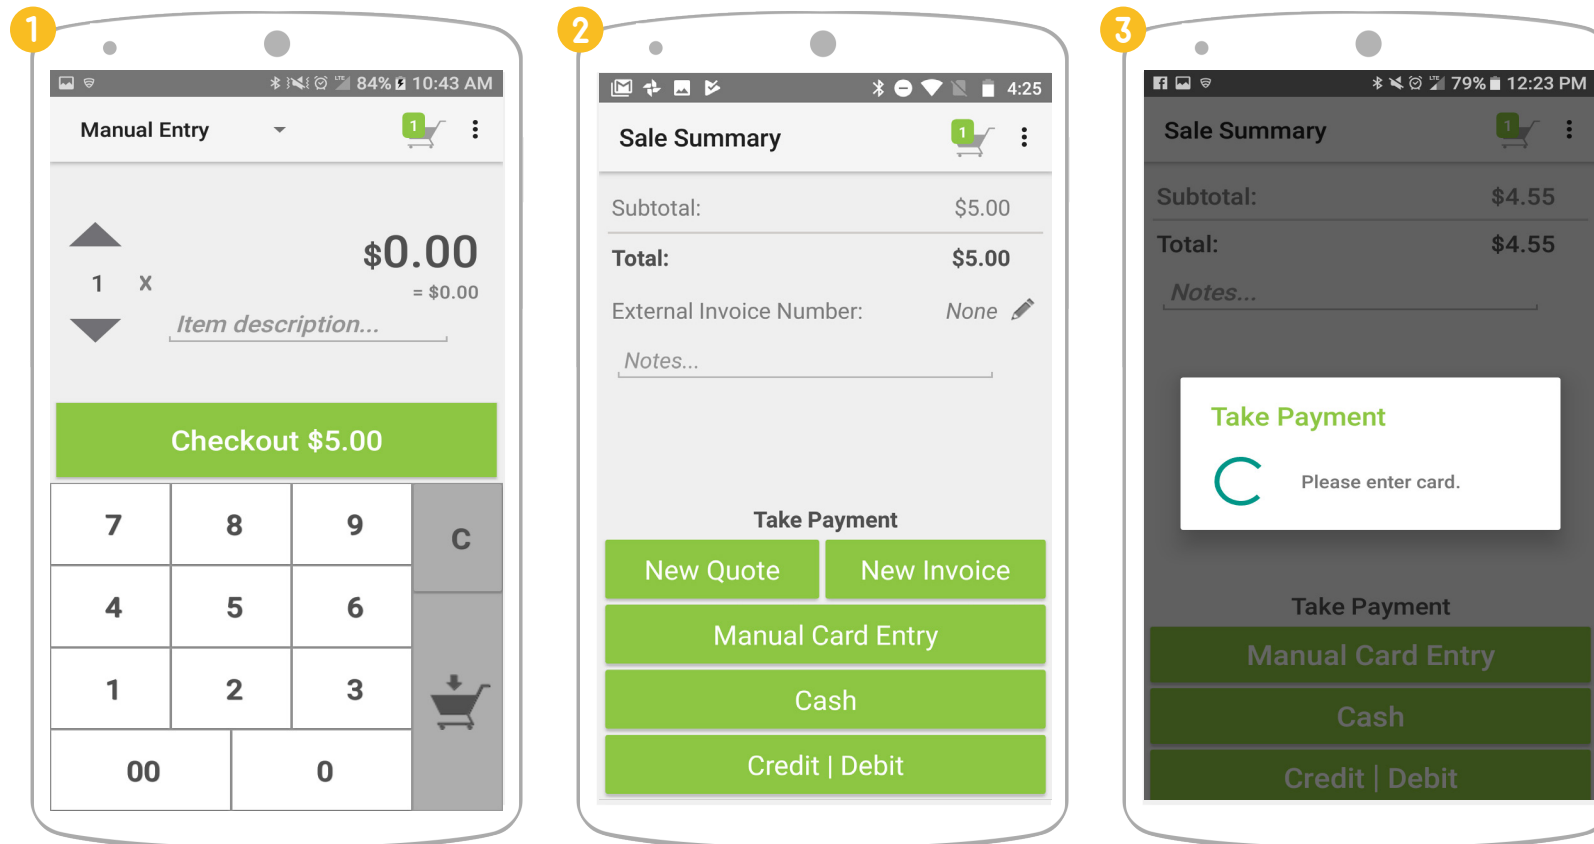 1
84% 10:43 AM
Manual Entry
1
$0.00
1 x
= $0.00
Item description...
Checkout $5.00
7 8 9 C
4 5 6
1 2 3
00 0
2
4:25
Sale Summary
1
Subtotal: $5.00
Total: $5.00
External Invoice Number: None
Notes...
Take Payment
New Quote New Invoice
Manual Card Entry
Cash
Credit | Debit
3
LTE 79% 12:23 PM
Sale Summary
1
Subtotal: $4.55
Total: $4.55
Notes...
Take Payment
Please enter card.
Take Payment
Manual Card Entry
Cash
Credit | Debit